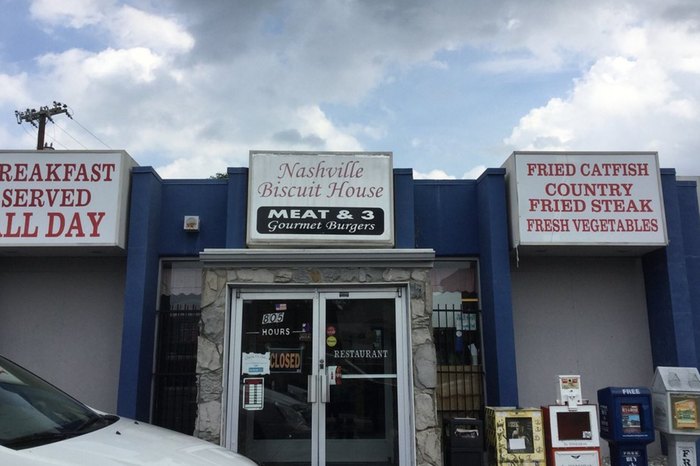 REAKFAST
SERVED
ALL DAY
Nashville
Biscuit House
MEAT & 3
Gourmet Burgers
FRIED CATFISH
COUNTRY
FRIED STEAK
FRESH VEGETABLES
805
HOURS
CLOSED
RESTAURANT
FREE